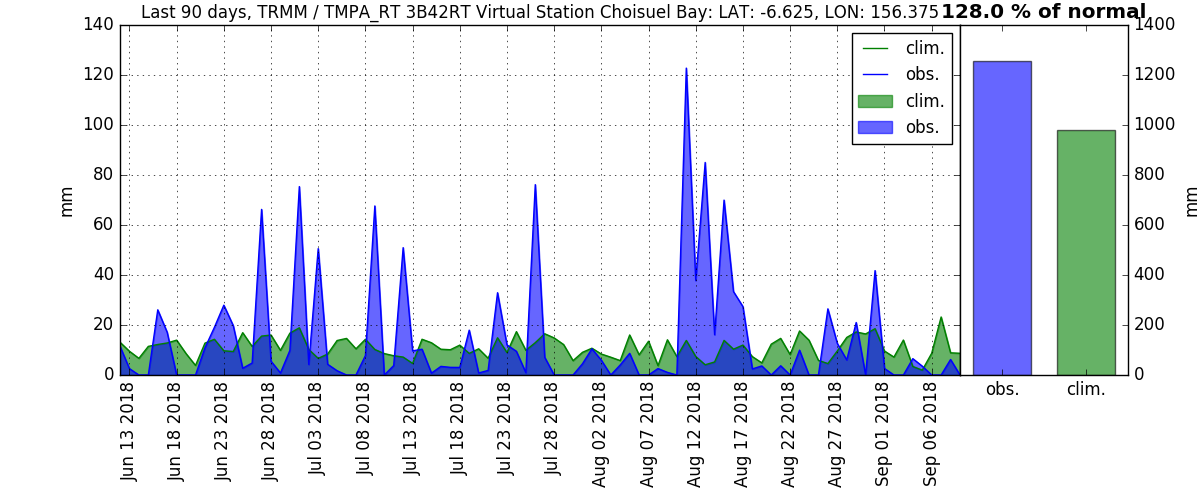 Last 90 days, TRMM / TMPA_RT 3B42RT Virtual Station Choisuel Bay: LAT: -6.625, LON: 156.375 128.0 % of normal
140
120
100
80
60
40
20
0
mm
clim.
obs.
clim.
obs.
Jun 13 2018
Jun 18 2018
Jun 23 2018
Jun 28 2018
Jul 03 2018
Jul 08 2018
Jul 13 2018
Jul 18 2018
Jul 23 2018
Jul 28 2018
Aug 02 2018
Aug 07 2018
Aug 12 2018
Aug 17 2018
Aug 22 2018
Aug 27 2018
Sep 01 2018
Sep 06 2018
1400
1200
1000
800
600
400
200
0
mm
obs.
clim.